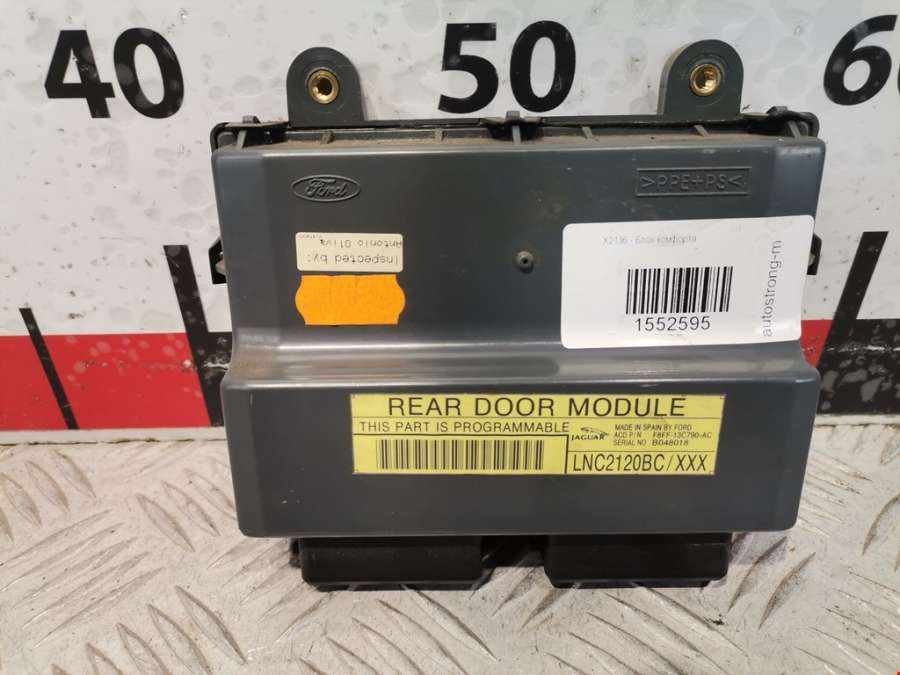 40
50
60
Ford
>PPE+PS<
Inspected by:
Antonio Oliva
X2136 - Блок комфорта
1552595
autostrong-m
REAR DOOR MODULE
THIS PART IS PROGRAMMABLE
JAGUAR
MADE IN SPAIN BY FORD
ACD P/N F8FF-13C790-AC
SERIAL NO B048018
LNC2120BC/XXX